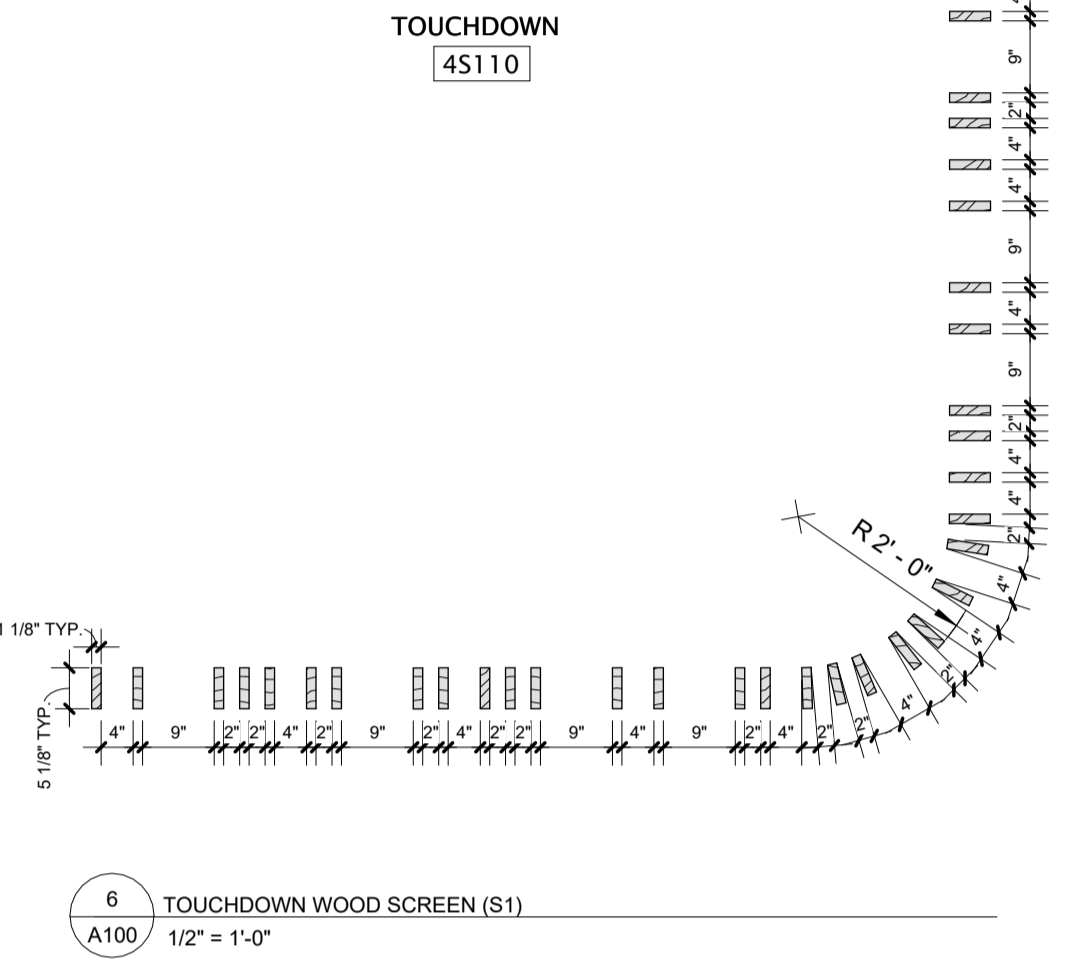 TOUCHDOWN
4S110
9"
2"
4"
4"
9"
4"
9"
2"
4"
4"
2"
4"
4"
2"
4"
2"
R 2' - 0"
1 1/8" TYP.
5 1/8" TYP.
4" 9" 2" 2" 4" 2" 9" 2" 4" 2" 2" 9" 4" 9" 2" 4" 2"
6 TOUCHDOWN WOOD SCREEN (S1)
A100 1/2" = 1'-0"